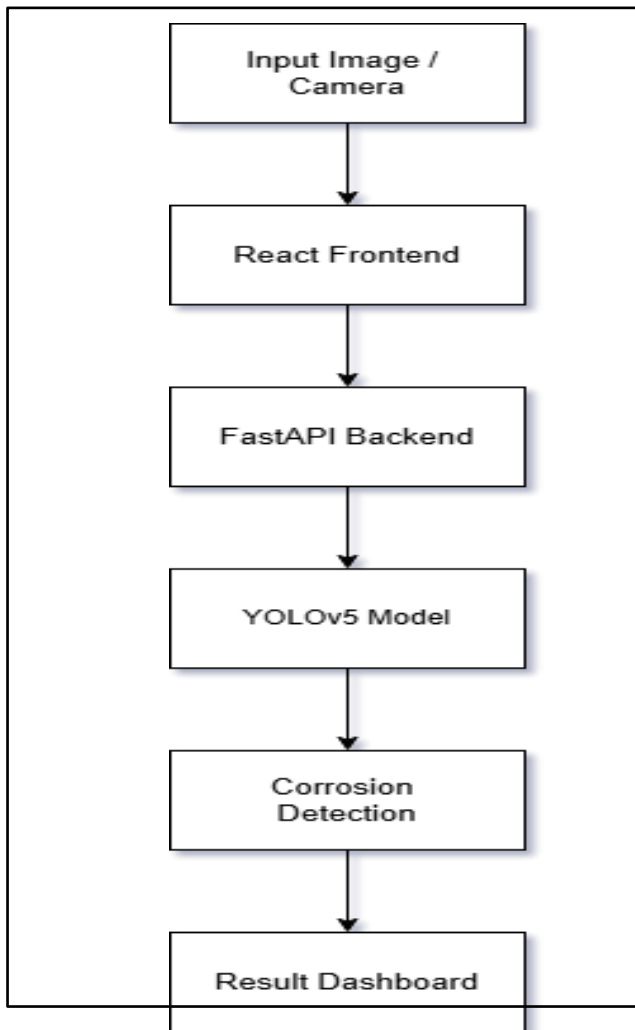 Input Image /
Camera
React Frontend
FastAPI Backend
YOLOv5 Model
Corrosion
Detection
Result Dashboard